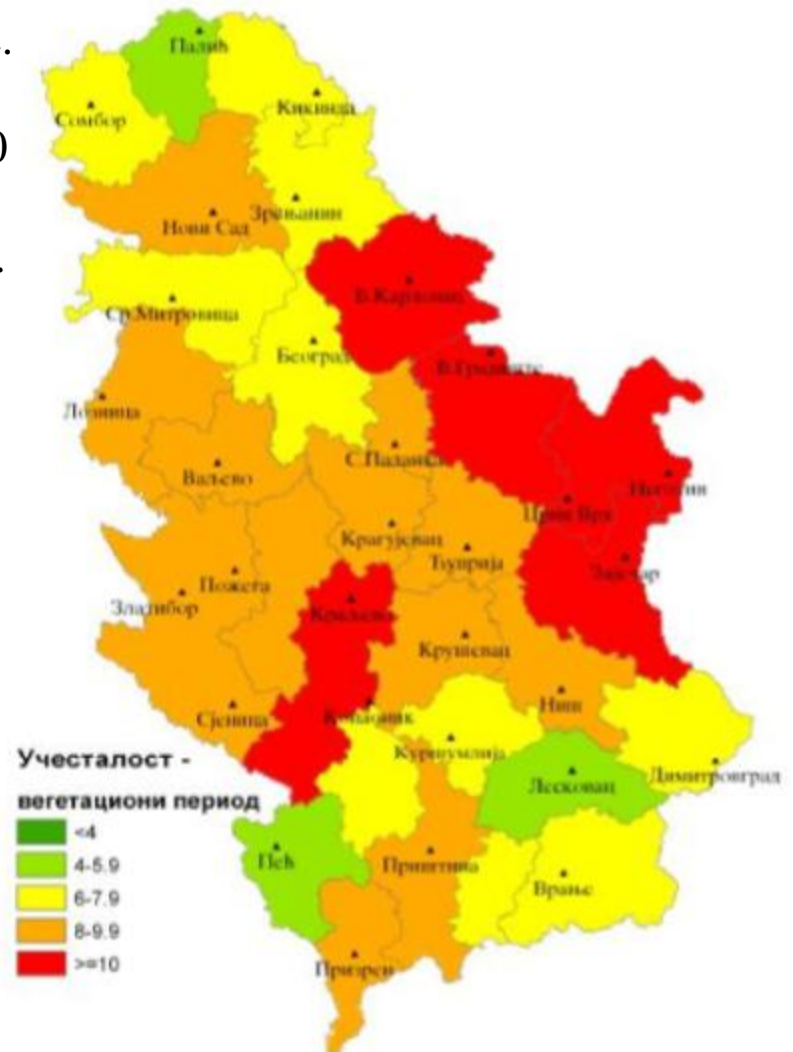 Палић
Сомбор
Кикинда
Нови Сад
Зрењанин
В.Карловац
Ср.Митровица
Београд
В.Градиште
Лозница
С.Паланка
Ваљево
Неготин
Црни Врх
Крагујевац
Ћуприја
Зајечар
Пожега
Златибор
Краљево
Крушевац
Ниш
Сјеница
Копаоник
Куршумлија
Димитровград
Лесковац
Учесталост -
вегетациони период
<4
4-5.9
6-7.9
8-9.9
>=10
Пећ
Приштина
Врање
Призрен